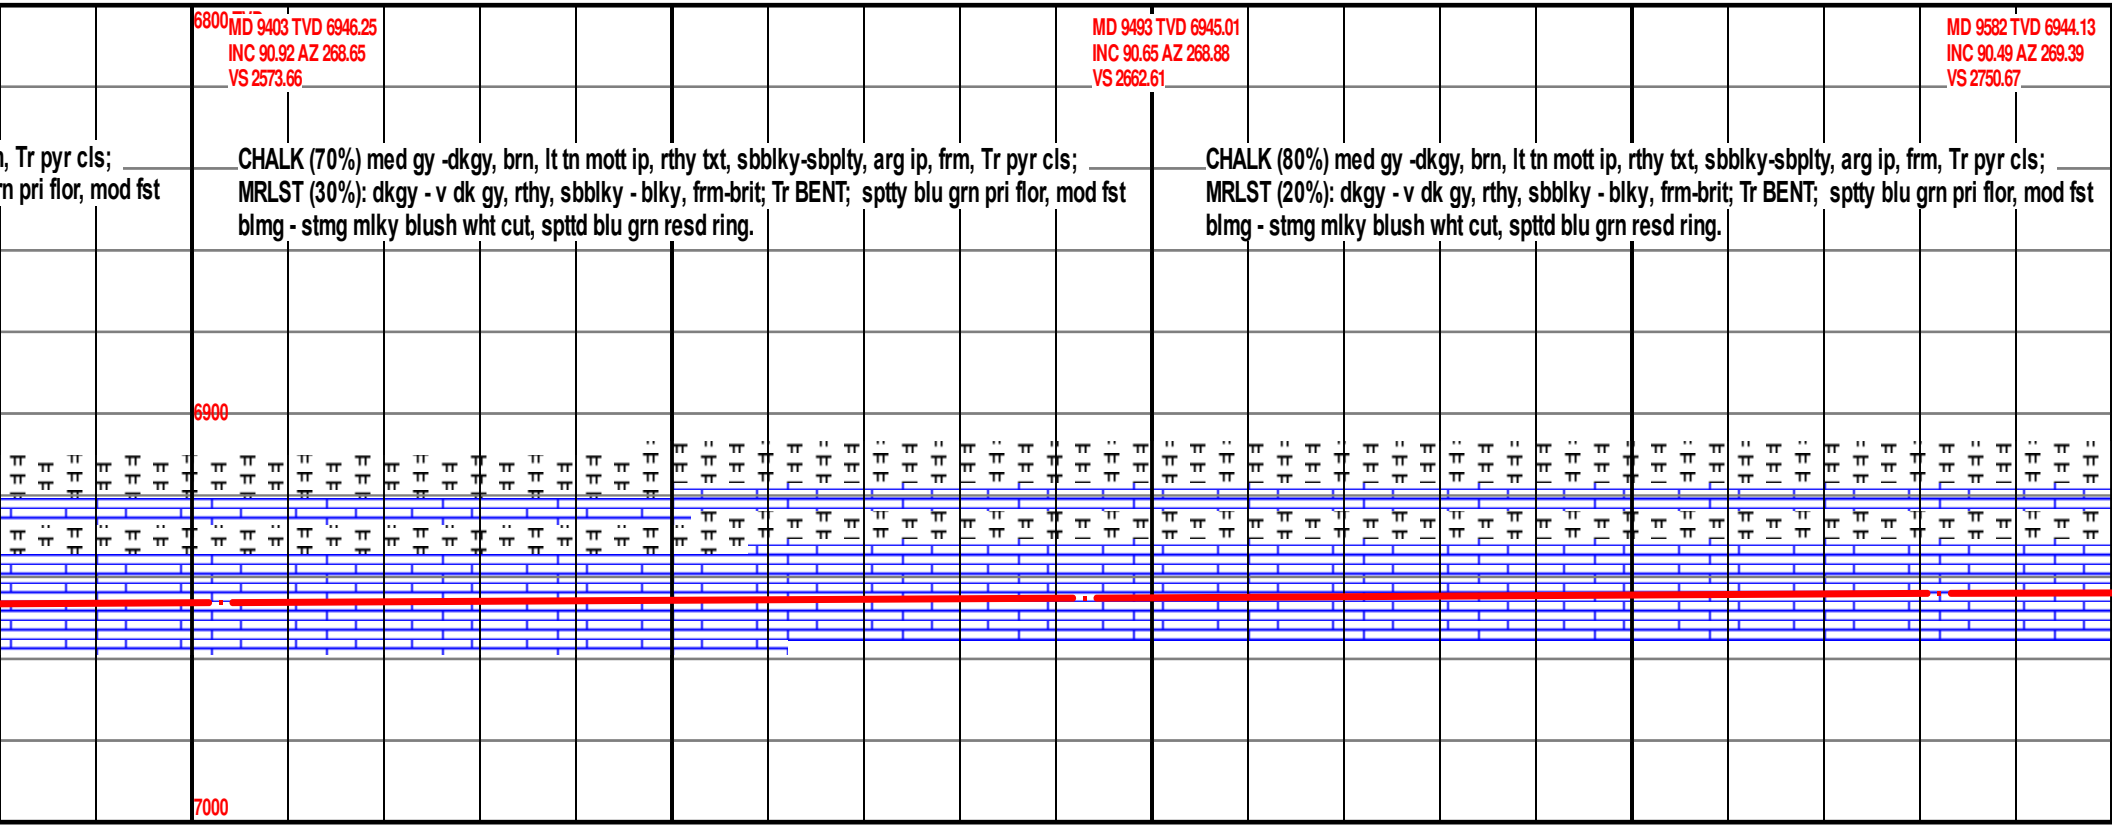 6800 TVD
MD 9403 TVD 6946.25
INC 90.92 AZ 268.65
VS 2573.66
MD 9493 TVD 6945.01
INC 90.65 AZ 268.88
VS 2662.61
MD 9582 TVD 6944.13
INC 90.49 AZ 269.39
VS 2750.67
, Tr pyr cls;
rn pri flor, mod fst
CHALK (70%) med gy -dkgy, brn, lt tn mott ip, rthy txt, sbblky-sbplty, arg ip, frm, Tr pyr cls;
MRLST (30%): dkgy - v dk gy, rthy, sbblky - blky, frm-brit; Tr BENT; sptty blu grn pri flor, mod fst
blmg - stmg mlky blush wht cut, spttd blu grn resd ring.
CHALK (80%) med gy -dkgy, brn, lt tn mott ip, rthy txt, sbblky-sbplty, arg ip, frm, Tr pyr cls;
MRLST (20%): dkgy - v dk gy, rthy, sbblky - blky, frm-brit; Tr BENT; sptty blu grn pri flor, mod fst
blmg - stmg mlky blush wht cut, spttd blu grn resd ring.
6900
7000